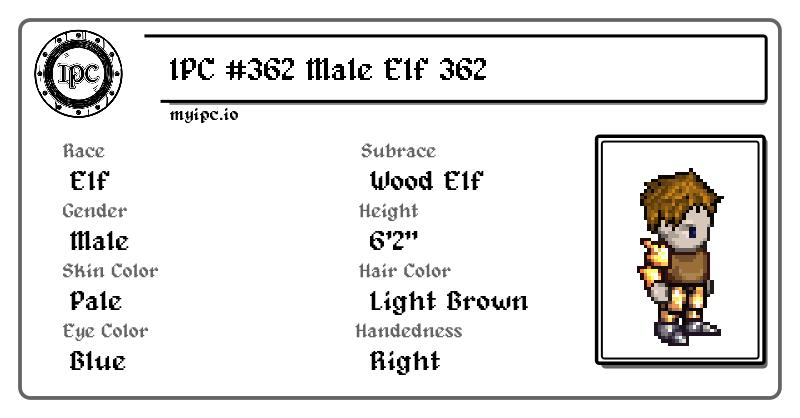 IPC
IPC #362 Male Elf 362
myipc.io
Race
Elf
Gender
Male
Skin Color
Pale
Eye Color
Blue
Subrace
Wood Elf
Height
6'2"
Hair Color
Light Brown
Handedness
Right